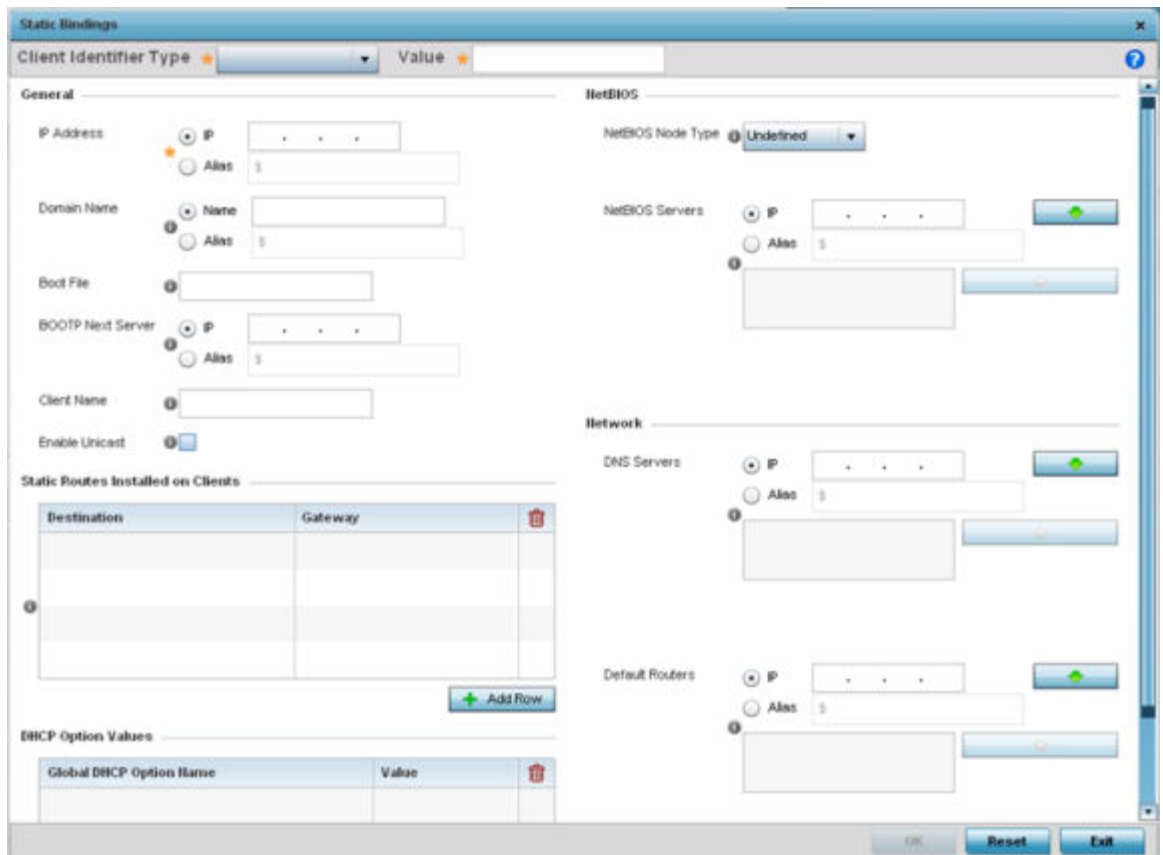 Static Bindings
Client Identifier Type
Value
General
IP Address
IP
. . .
Alias
$
Domain Name
Name
Alias
$
Boot File
BOOTP Next Server
IP
. . .
Alias
$
Client Name
Enable Unicast
Static Routes Installed on Clients
Destination Gateway
Add Row
DHCP Option Values
Global DHCP Option Name Value
NetBIOS
NetBIOS Node Type
Undefined
NetBIOS Servers
IP
. . .
Alias
$
Network
DNS Servers
IP
. . .
Alias
$
Default Routers
IP
. . .
Alias
$
OK Reset Exit